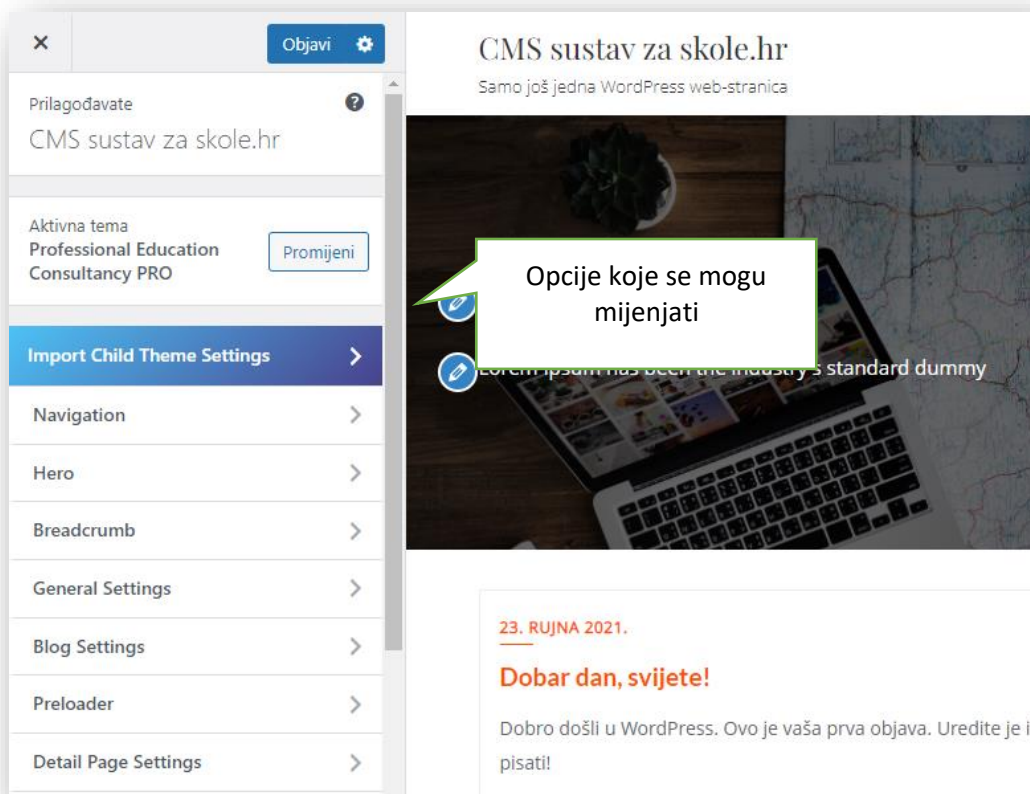 Objavi
Prilagođavate
CMS sustav za skole.hr
Aktivna tema
Professional Education
Consultancy PRO
Promijeni
Import Child Theme Settings
Navigation
Hero
Breadcrumb
General Settings
Blog Settings
Preloader
Detail Page Settings
CMS sustav za skole.hr
Samo još jedna WordPress web-stranica
Opcije koje se mogu
mijenjati
Lorem Ipsum has been the industry's standard dummy
23. RUJNA 2021.
Dobar dan, svijete!
Dobro došli u WordPress. Ovo je vaša prva objava. Uredite je i
pisati!